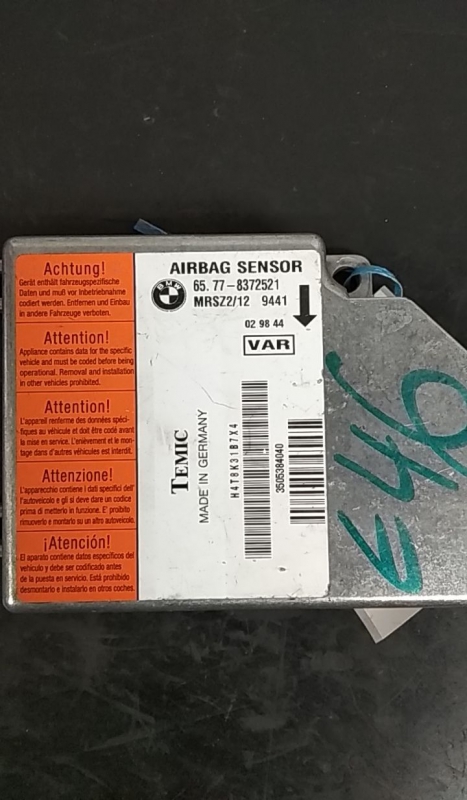 Achtung!
Gerät enthält fahrzeugspezifische
Daten und muß vor Inbetriebnahme
codiert werden. Entfernen und Einbau
in andere Fahrzeuge verboten.
Attention!
Appliance contains data for the specific
vehicle and must be coded before being
operational. Removal and installation
in other vehicles prohibited.
Attention!
L'appareil renferme des données spéci-
fiques au véhicule et doit être codé avant
la mise en service. L'enlèvement et le mon-
tage dans d'autres véhicules est interdit.
Attenzione!
L'apparecchio contiene i dati specifici dell'
l'autoveicolo e gli si deve dare un codice
prima di metterlo in funzione. E' proibito
rimuoverlo e montarlo su un altro autoveicolo.
¡Atención!
El aparato contiene datos específicos del
vehículo y debe ser codificado antes
de la puesta en servicio. Está prohibido
desmontarlo e instalarlo en otros coches.
AIRBAG SENSOR
BMW
65.77-8372521
MRSZ2/12 9441
02 98 44
VAR
TEMIC
MADE IN GERMANY
H4T8K31B7X4
3505384040
E46